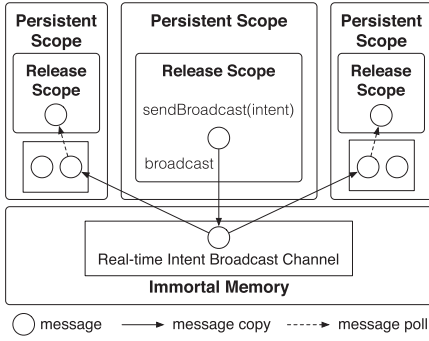 Persistent
Scope
Release
Scope
Persistent Scope
Release Scope
sendBroadcast(intent)
broadcast
Persistent
Scope
Release
Scope
Real-time Intent Broadcast Channel
Immortal Memory
message
message copy
message poll